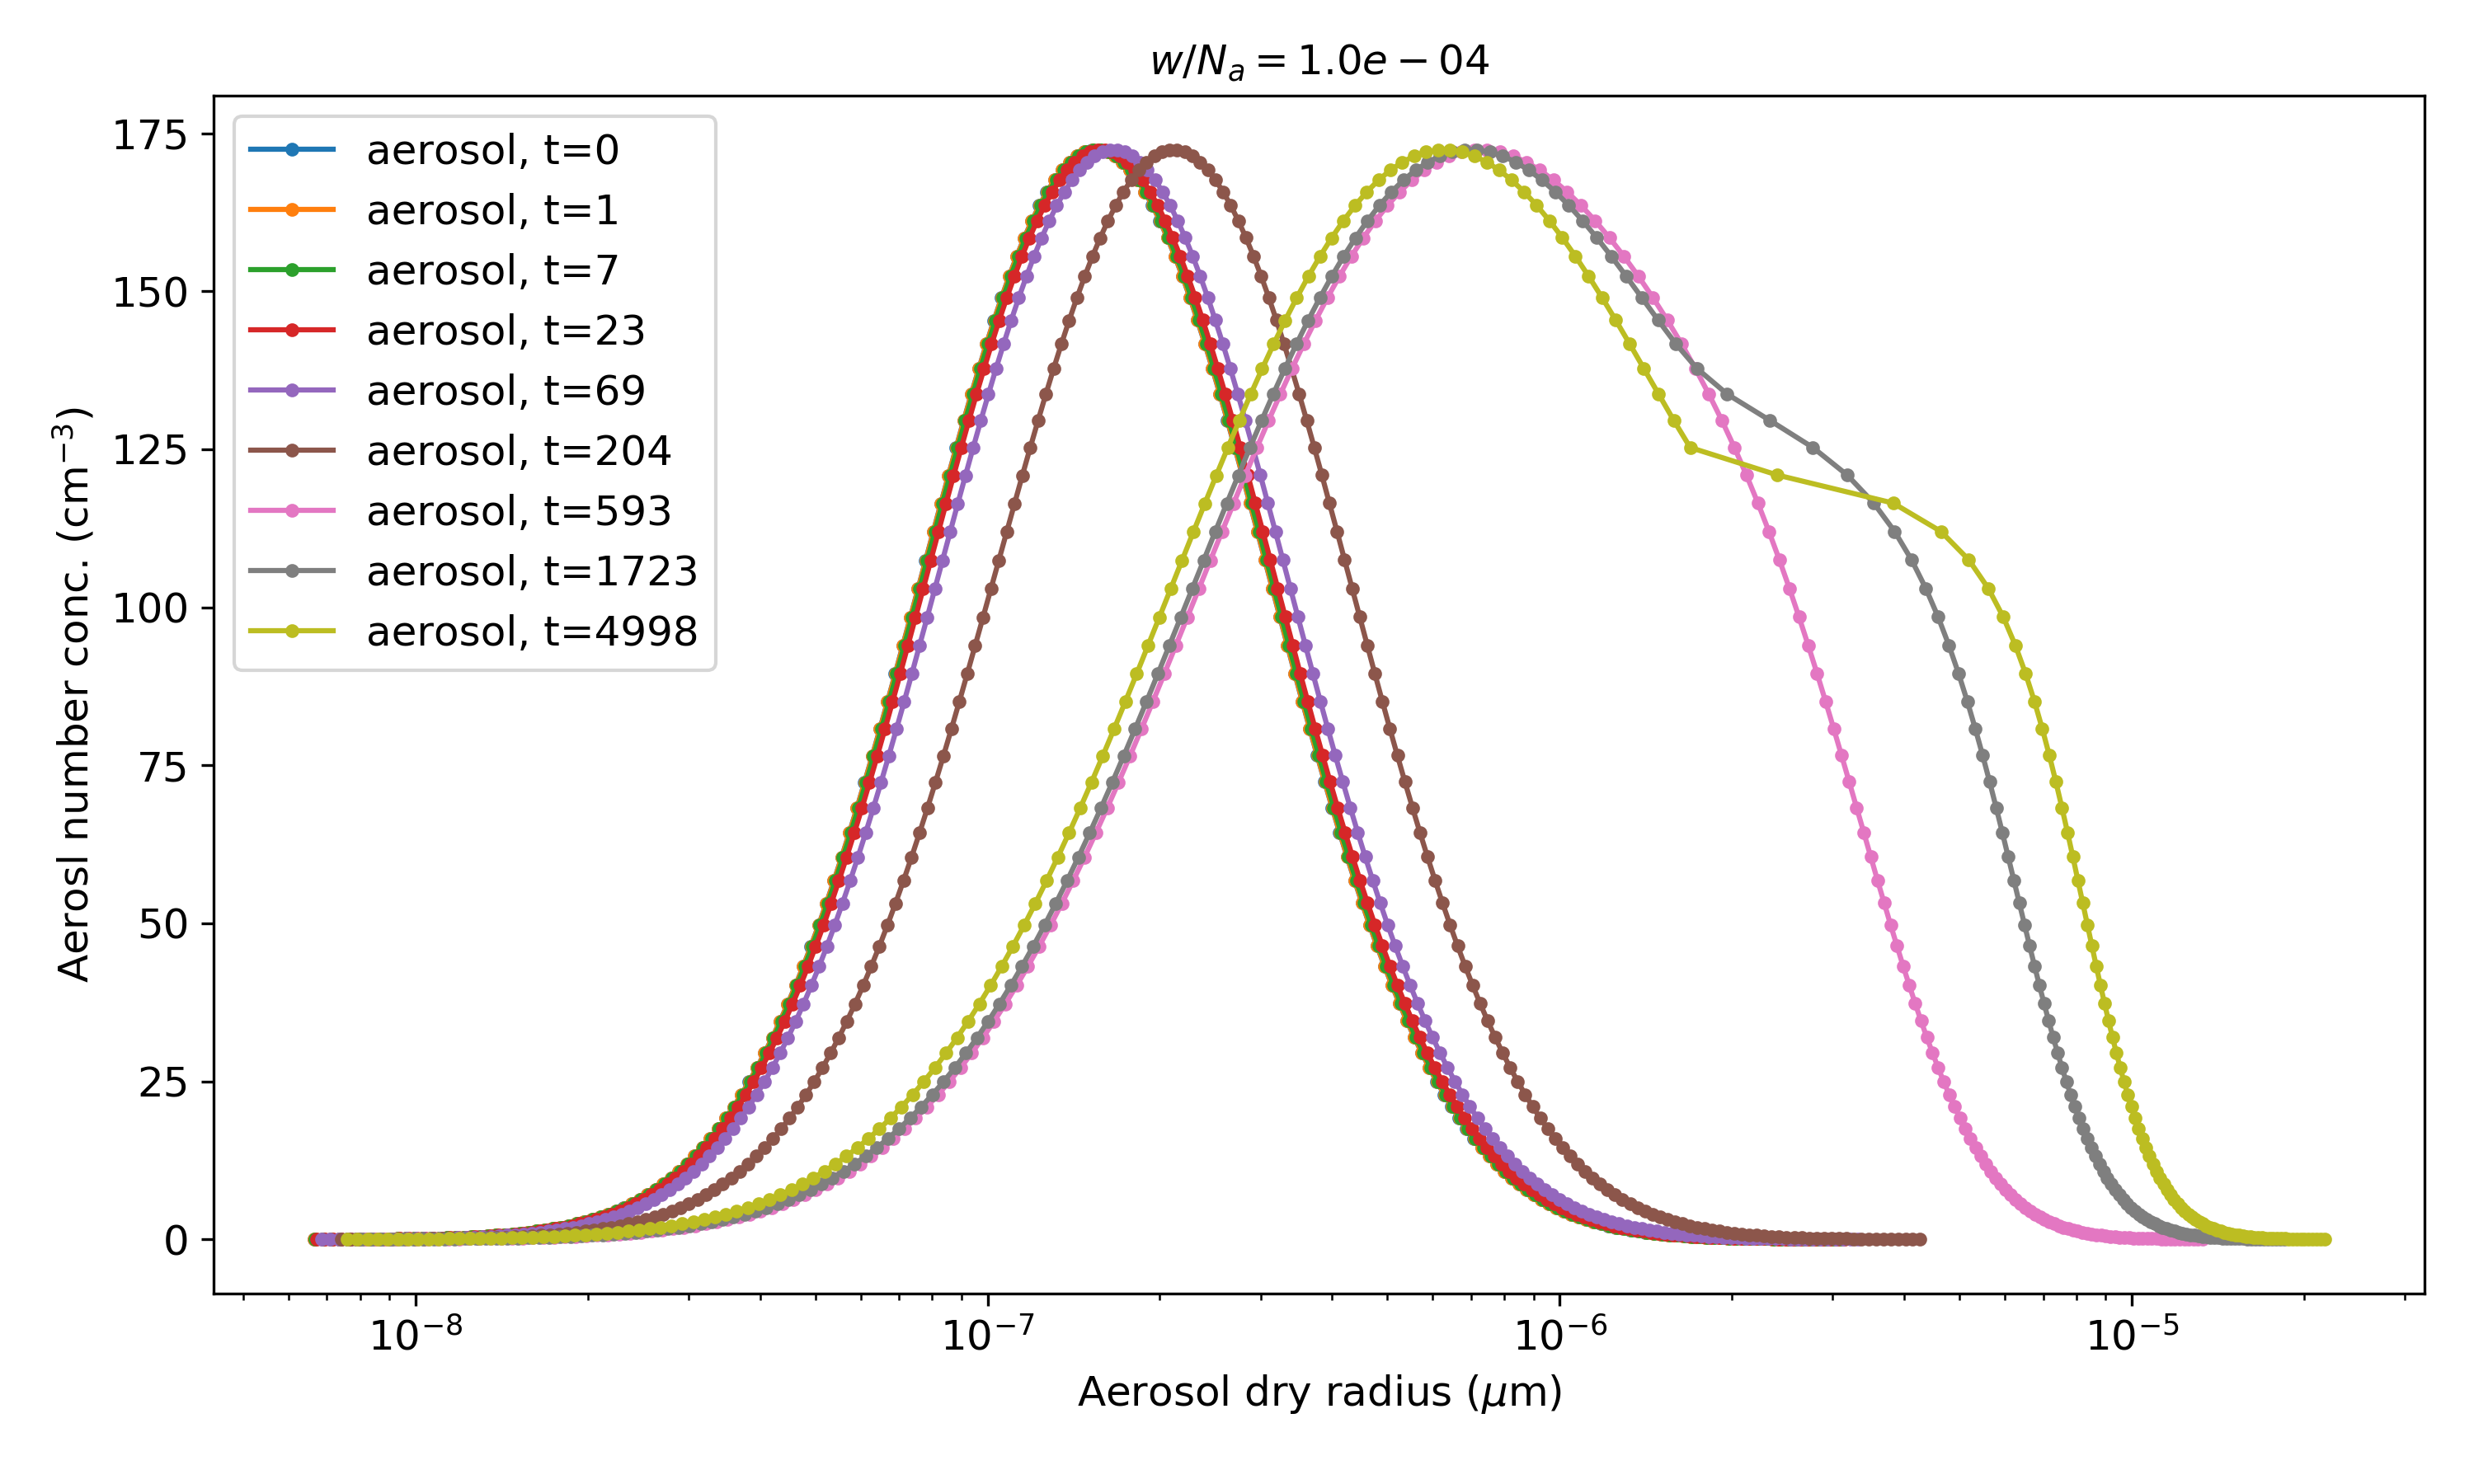 w/Nₐ = 1.0e − 04
175
150
125
100
75
50
25
0
Aerosl number conc. (cm⁻³)
aerosol, t=0
aerosol, t=1
aerosol, t=7
aerosol, t=23
aerosol, t=69
aerosol, t=204
aerosol, t=593
aerosol, t=1723
aerosol, t=4998
10⁻⁸ 10⁻⁷ 10⁻⁶ 10⁻⁵
Aerosol dry radius (μm)